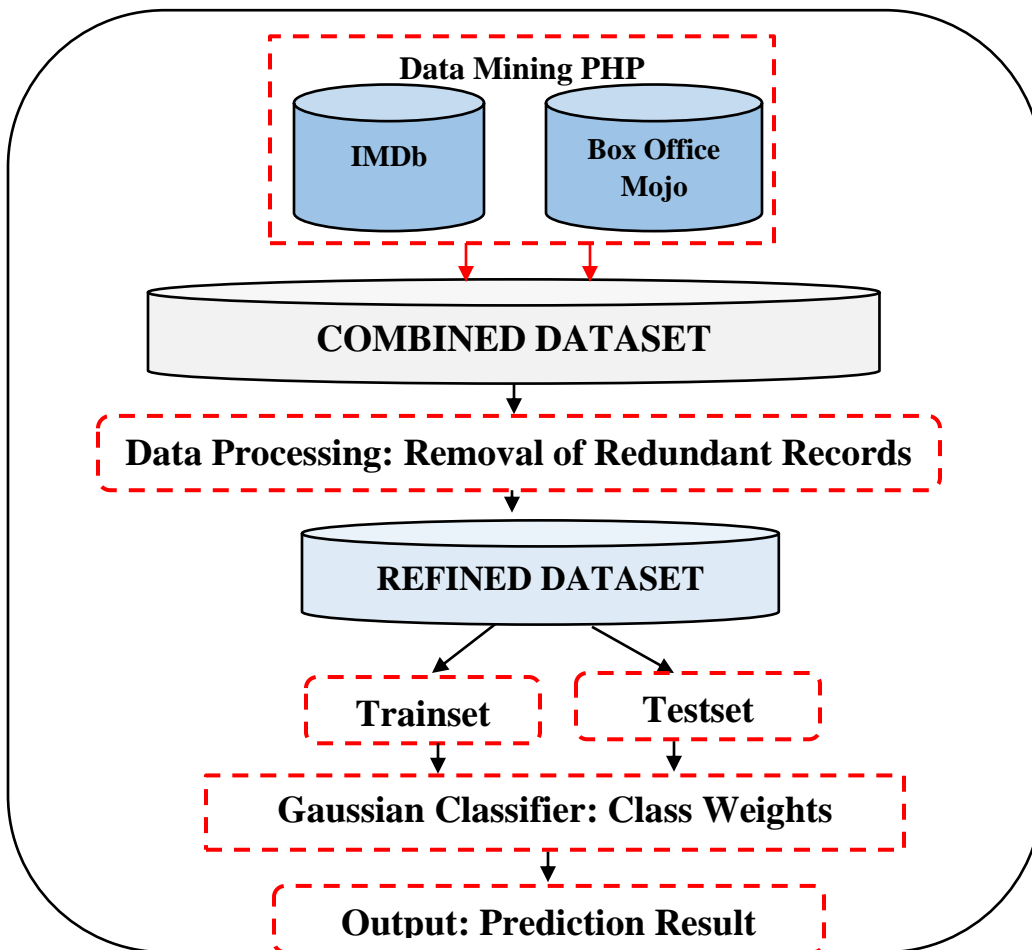 Data Mining PHP
IMDb
Box Office
Mojo
COMBINED DATASET
Data Processing: Removal of Redundant Records
REFINED DATASET
Trainset
Testset
Gaussian Classifier: Class Weights
Output: Prediction Result